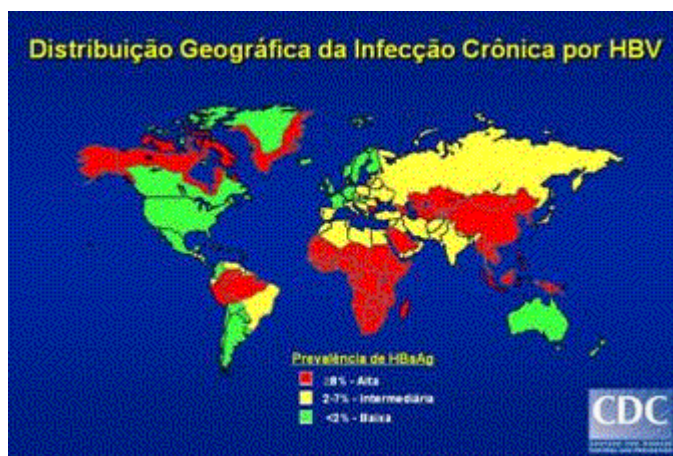 Distribuição Geográfica da Infecção Crônica por HBV
Prevalência de HBsAg
≥8% - Alta
2-7% - Intermediária
<2% - Baixa
CDC